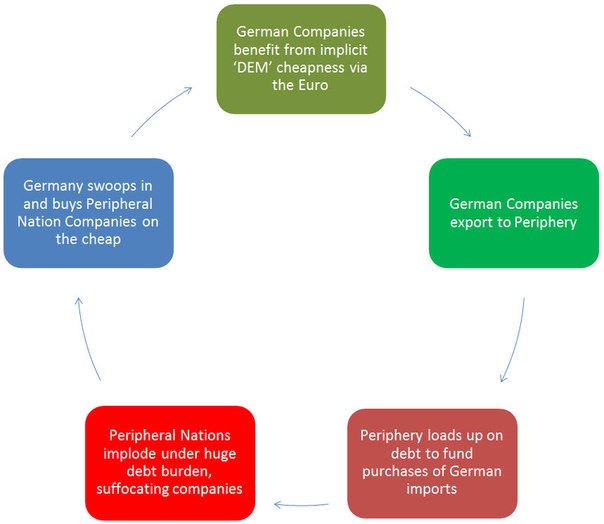 German Companies
benefit from implicit
‘DEM’ cheapness via
the Euro
German Companies
export to Periphery
Periphery loads up on
debt to fund
purchases of German
imports
Peripheral Nations
implode under huge
debt burden,
suffocating companies
Germany swoops in
and buys Peripheral
Nation Companies on
the cheap